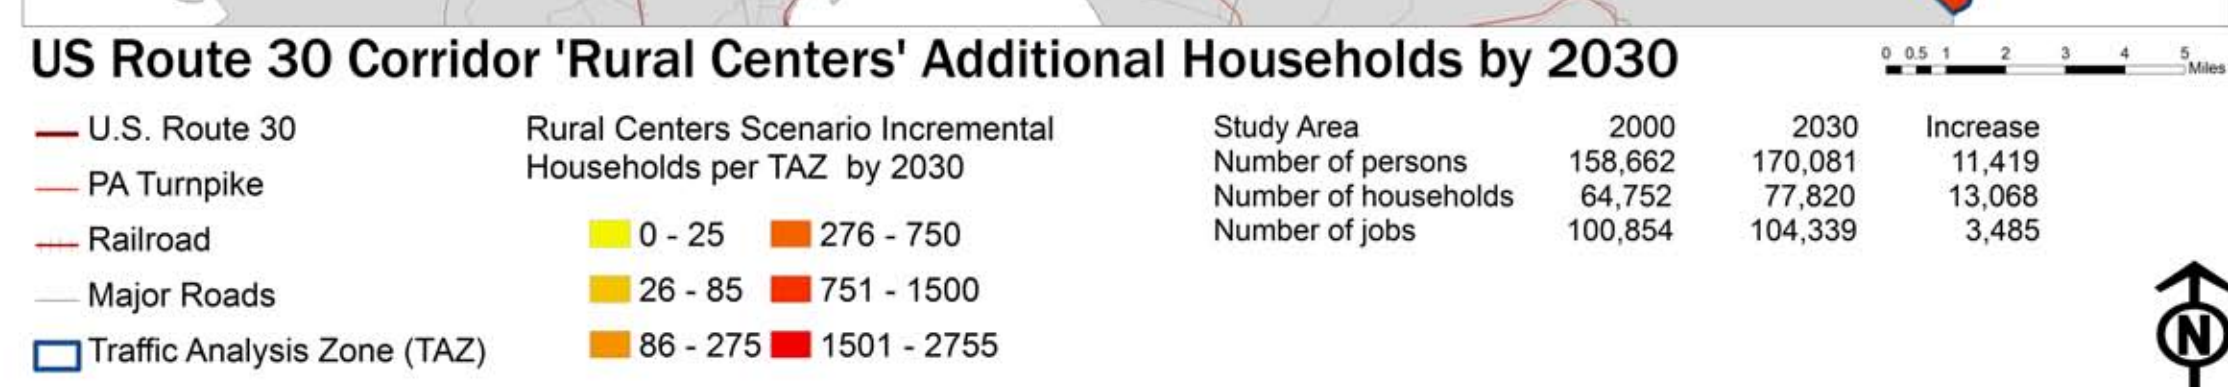 US Route 30 Corridor 'Rural Centers' Additional Households by 2030
0 0.5 1 2 3 4 5 Miles
U.S. Route 30
PA Turnpike
Railroad
Major Roads
Traffic Analysis Zone (TAZ)
Rural Centers Scenario Incremental
Households per TAZ by 2030
0 - 25 276 - 750
26 - 85 751 - 1500
86 - 275 1501 - 2755
Study Area 2000 2030 Increase
Number of persons 158,662 170,081 11,419
Number of households 64,752 77,820 13,068
Number of jobs 100,854 104,339 3,485
N